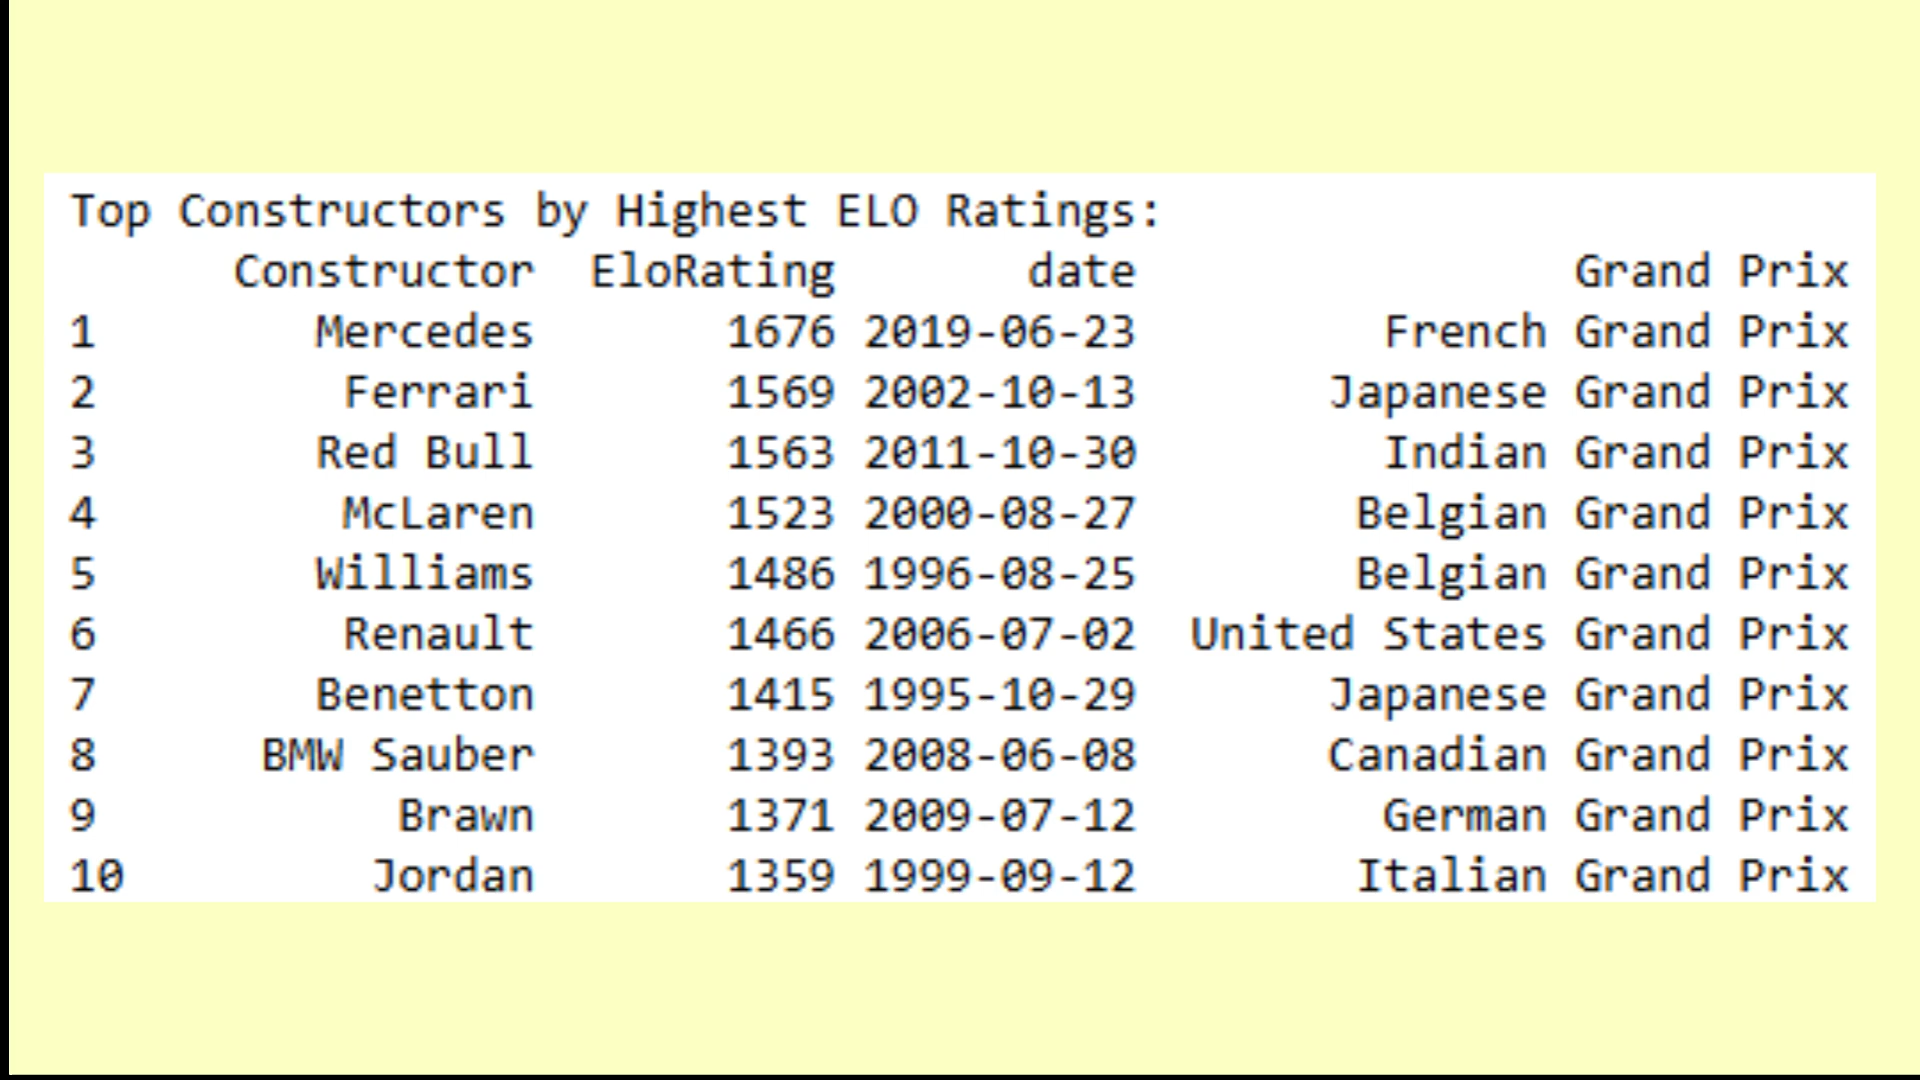 Top Constructors by Highest ELO Ratings:
Constructor EloRating date Grand Prix
1 Mercedes 1676 2019-06-23 French Grand Prix
2 Ferrari 1569 2002-10-13 Japanese Grand Prix
3 Red Bull 1563 2011-10-30 Indian Grand Prix
4 McLaren 1523 2000-08-27 Belgian Grand Prix
5 Williams 1486 1996-08-25 Belgian Grand Prix
6 Renault 1466 2006-07-02 United States Grand Prix
7 Benetton 1415 1995-10-29 Japanese Grand Prix
8 BMW Sauber 1393 2008-06-08 Canadian Grand Prix
9 Brawn 1371 2009-07-12 German Grand Prix
10 Jordan 1359 1999-09-12 Italian Grand Prix